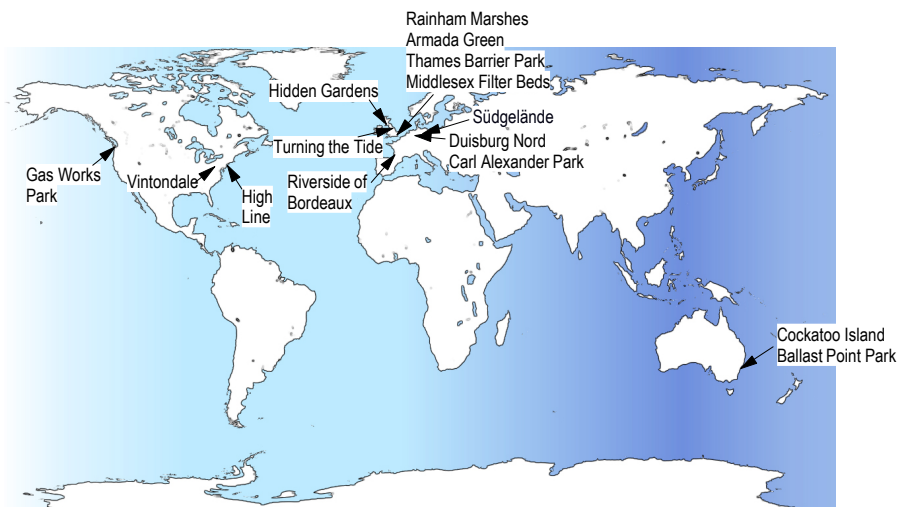 Rainham Marshes
Armada Green
Thames Barrier Park
Middlesex Filter Beds
Hidden Gardens
Südgelände
Turning the Tide
Duisburg Nord
Carl Alexander Park
Gas Works
Park
Vintondale
High
Line
Riverside of
Bordeaux
Cockatoo Island
Ballast Point Park